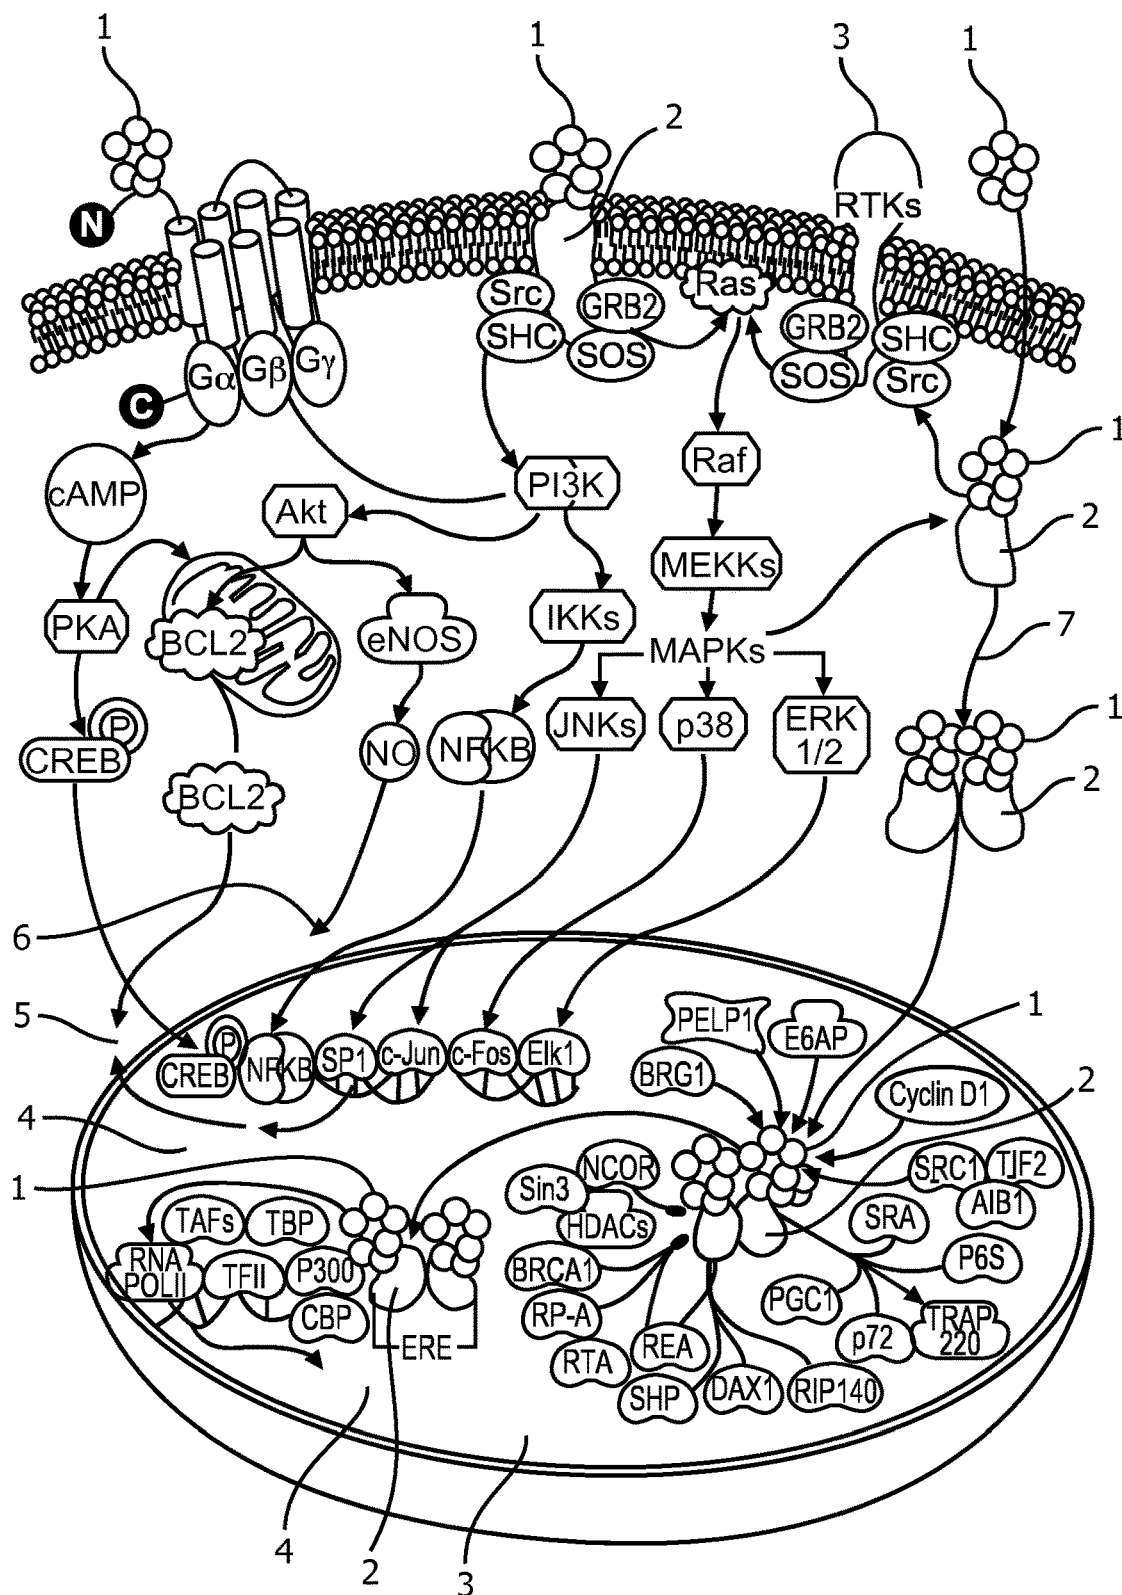 1
1
3
1
2
RTKs
N
Ras
Src
GRB2
GRB2
SHC
SHC
SOS
SOS
Src
Gα
Gβ
Gγ
C
1
Raf
cAMP
PI3K
Akt
2
MEKKs
PKA
BCL2
eNOS
IKKs
MAPKs
7
P
CREB
NO
NFKB
JNKs
p38
ERK
1/2
1
2
BCL2
6
5
PELP1
E6AP
1
P
CREB
NFKB
SP1
c-Jun
c-Fos
Elk1
BRG1
Cyclin D1
2
4
1
NCOR
Sin3
HDACs
SRC1
TIF2
AIB1
SRA
TAFs
TBP
RNA
POLII
TFII
P300
CBP
ERE
BRCA1
RP-A
RTA
REA
SHP
DAX1
RIP140
PGC1
p72
P6S
TRAP
220
4
2
3